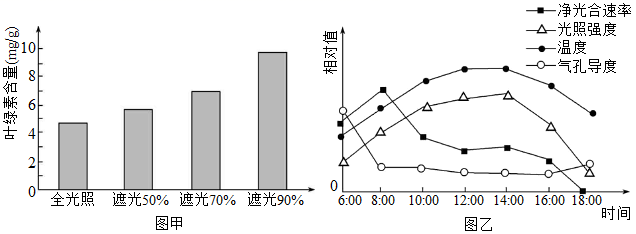 叶绿素含量(mg/g)
10
8
6
4
2
0
全光照 遮光50% 遮光70% 遮光90%
图甲
净光合速率
光照强度
温度
气孔导度
相对值
0
6:00 8:00 10:00 12:00 14:00 16:00 18:00
时间
图乙